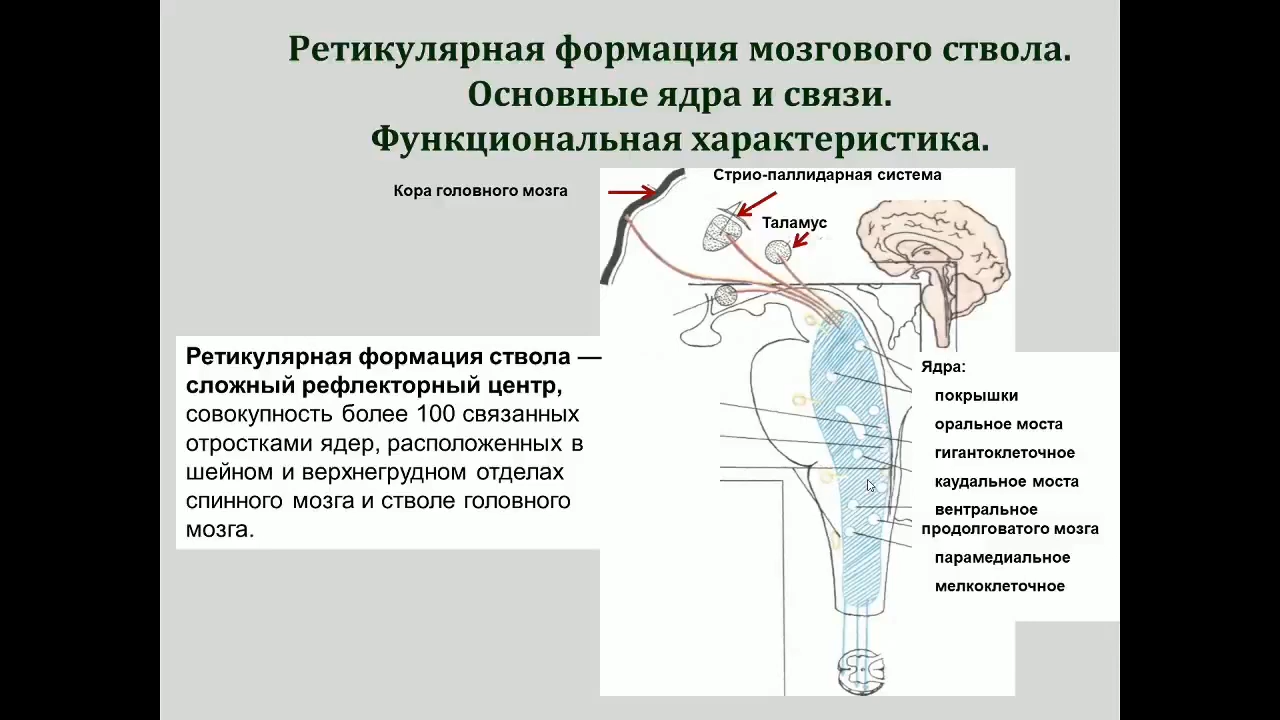 Ретикулярная формация мозгового ствола.
Основные ядра и связи.
Функциональная характеристика.
Стрио-паллидарная система
Кора головного мозга
Таламус
Ретикулярная формация ствола —
сложный рефлекторный центр,
совокупность более 100 связанных
отростками ядер, расположенных в
шейном и верхнегрудном отделах
спинного мозга и стволе головного
мозга.
Ядра:
покрышки
оральное моста
гигантоклеточное
каудальное моста
вентральное
продолговатого мозга
парамедиальное
мелкоклеточное